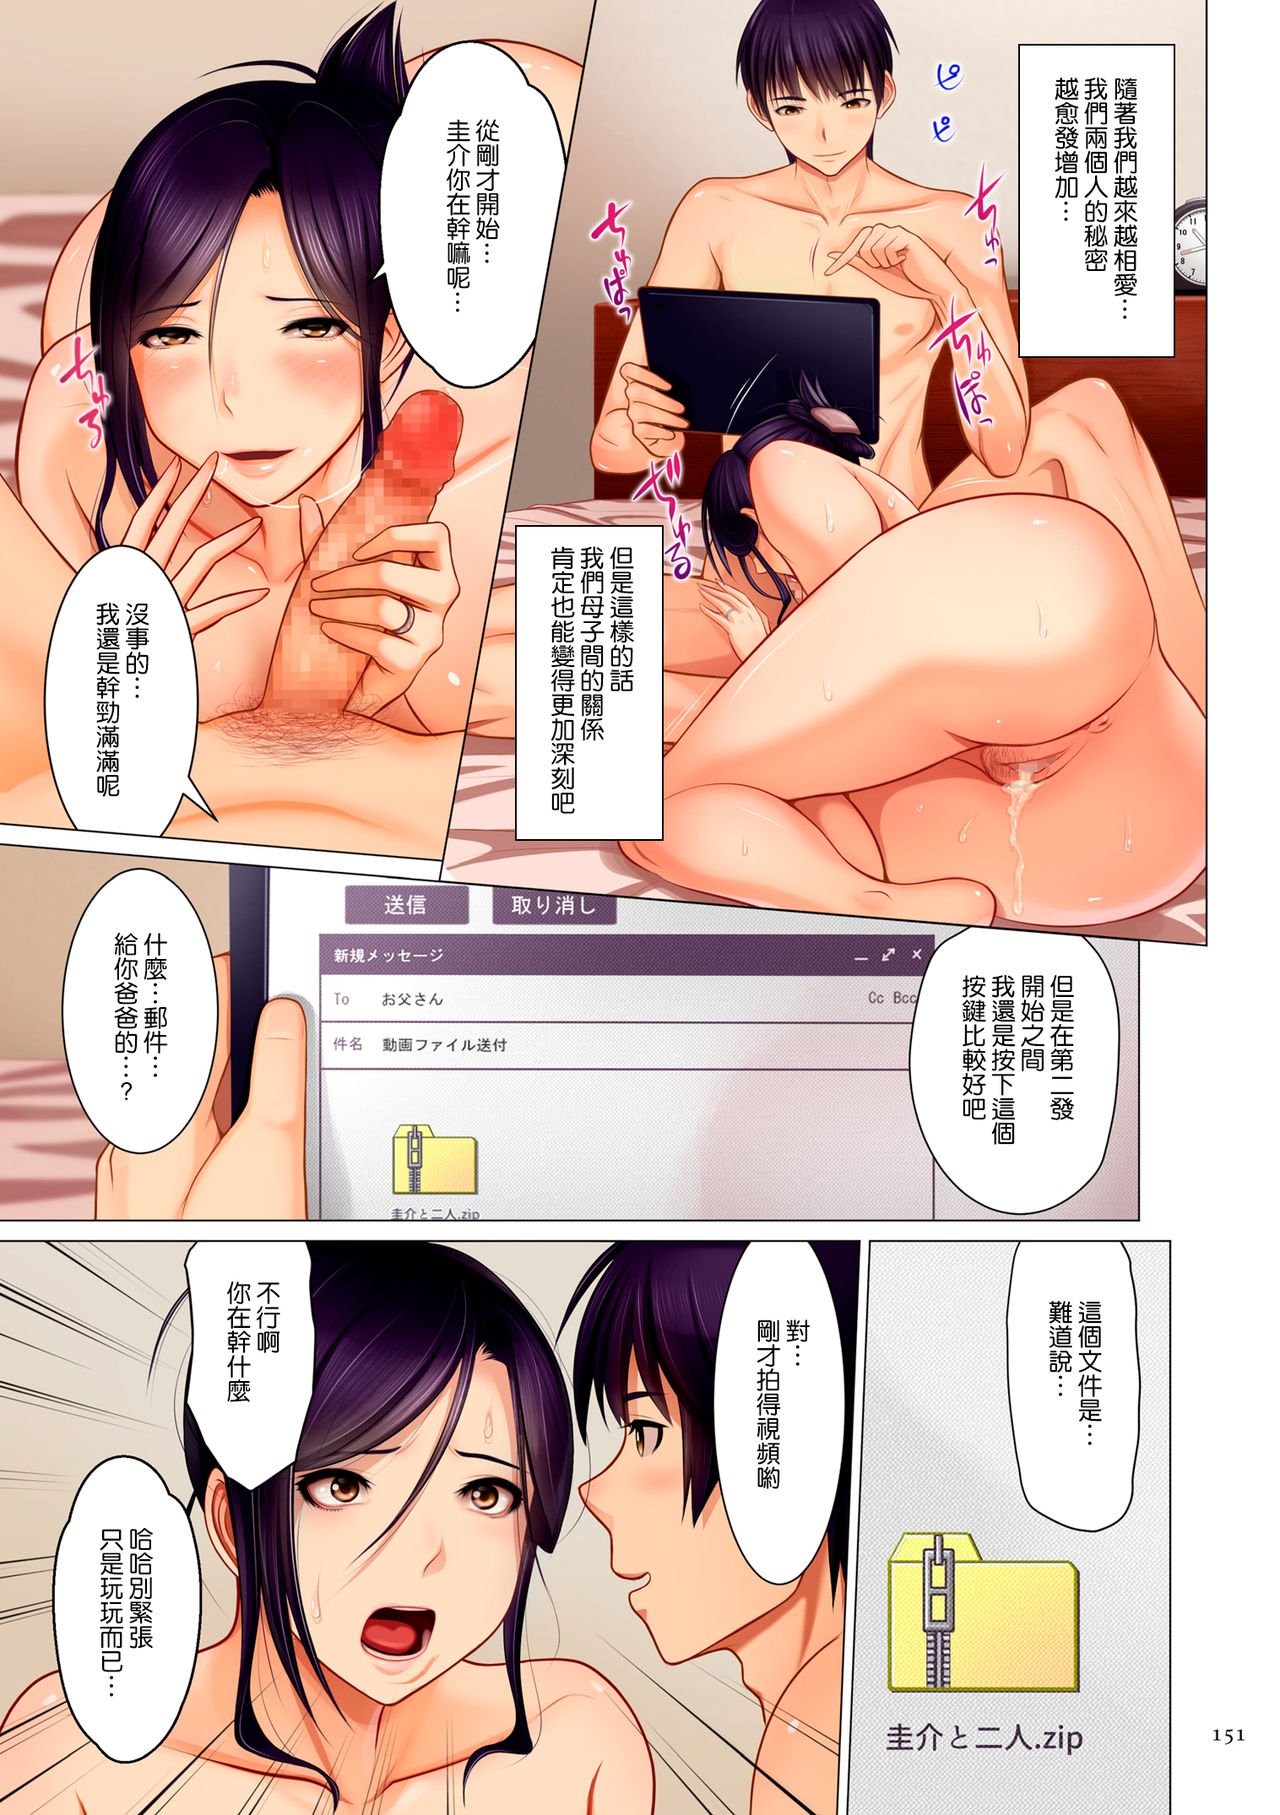 隨著我們越來越相愛…
我們兩個人的秘密
越愈發增加…
ピ
ピ
ちゅっ
ちゅぱっ
ちゅぽっ
ぢゅる
但是這樣的話
我們母子間的關係
肯定也能變得更加深刻吧
從剛才開始…
圭介你在幹嘛呢…
ちゅる
沒事的…
我還是幹勁滿滿呢
但是在第二發
開始之間
我還是按下這個
按鍵比較好吧
送信
取り消し
新規メッセージ
To お父さん Cc Bcc
件名 動画ファイル送付
圭介と二人.zip
什麼…郵件…
給你爸爸的…?
這個文件是…
難道說…
圭介と二人.zip
對…
剛才拍得視頻喲
不行啊
你在幹什麼
哈哈別緊張
只是玩玩而已…
151